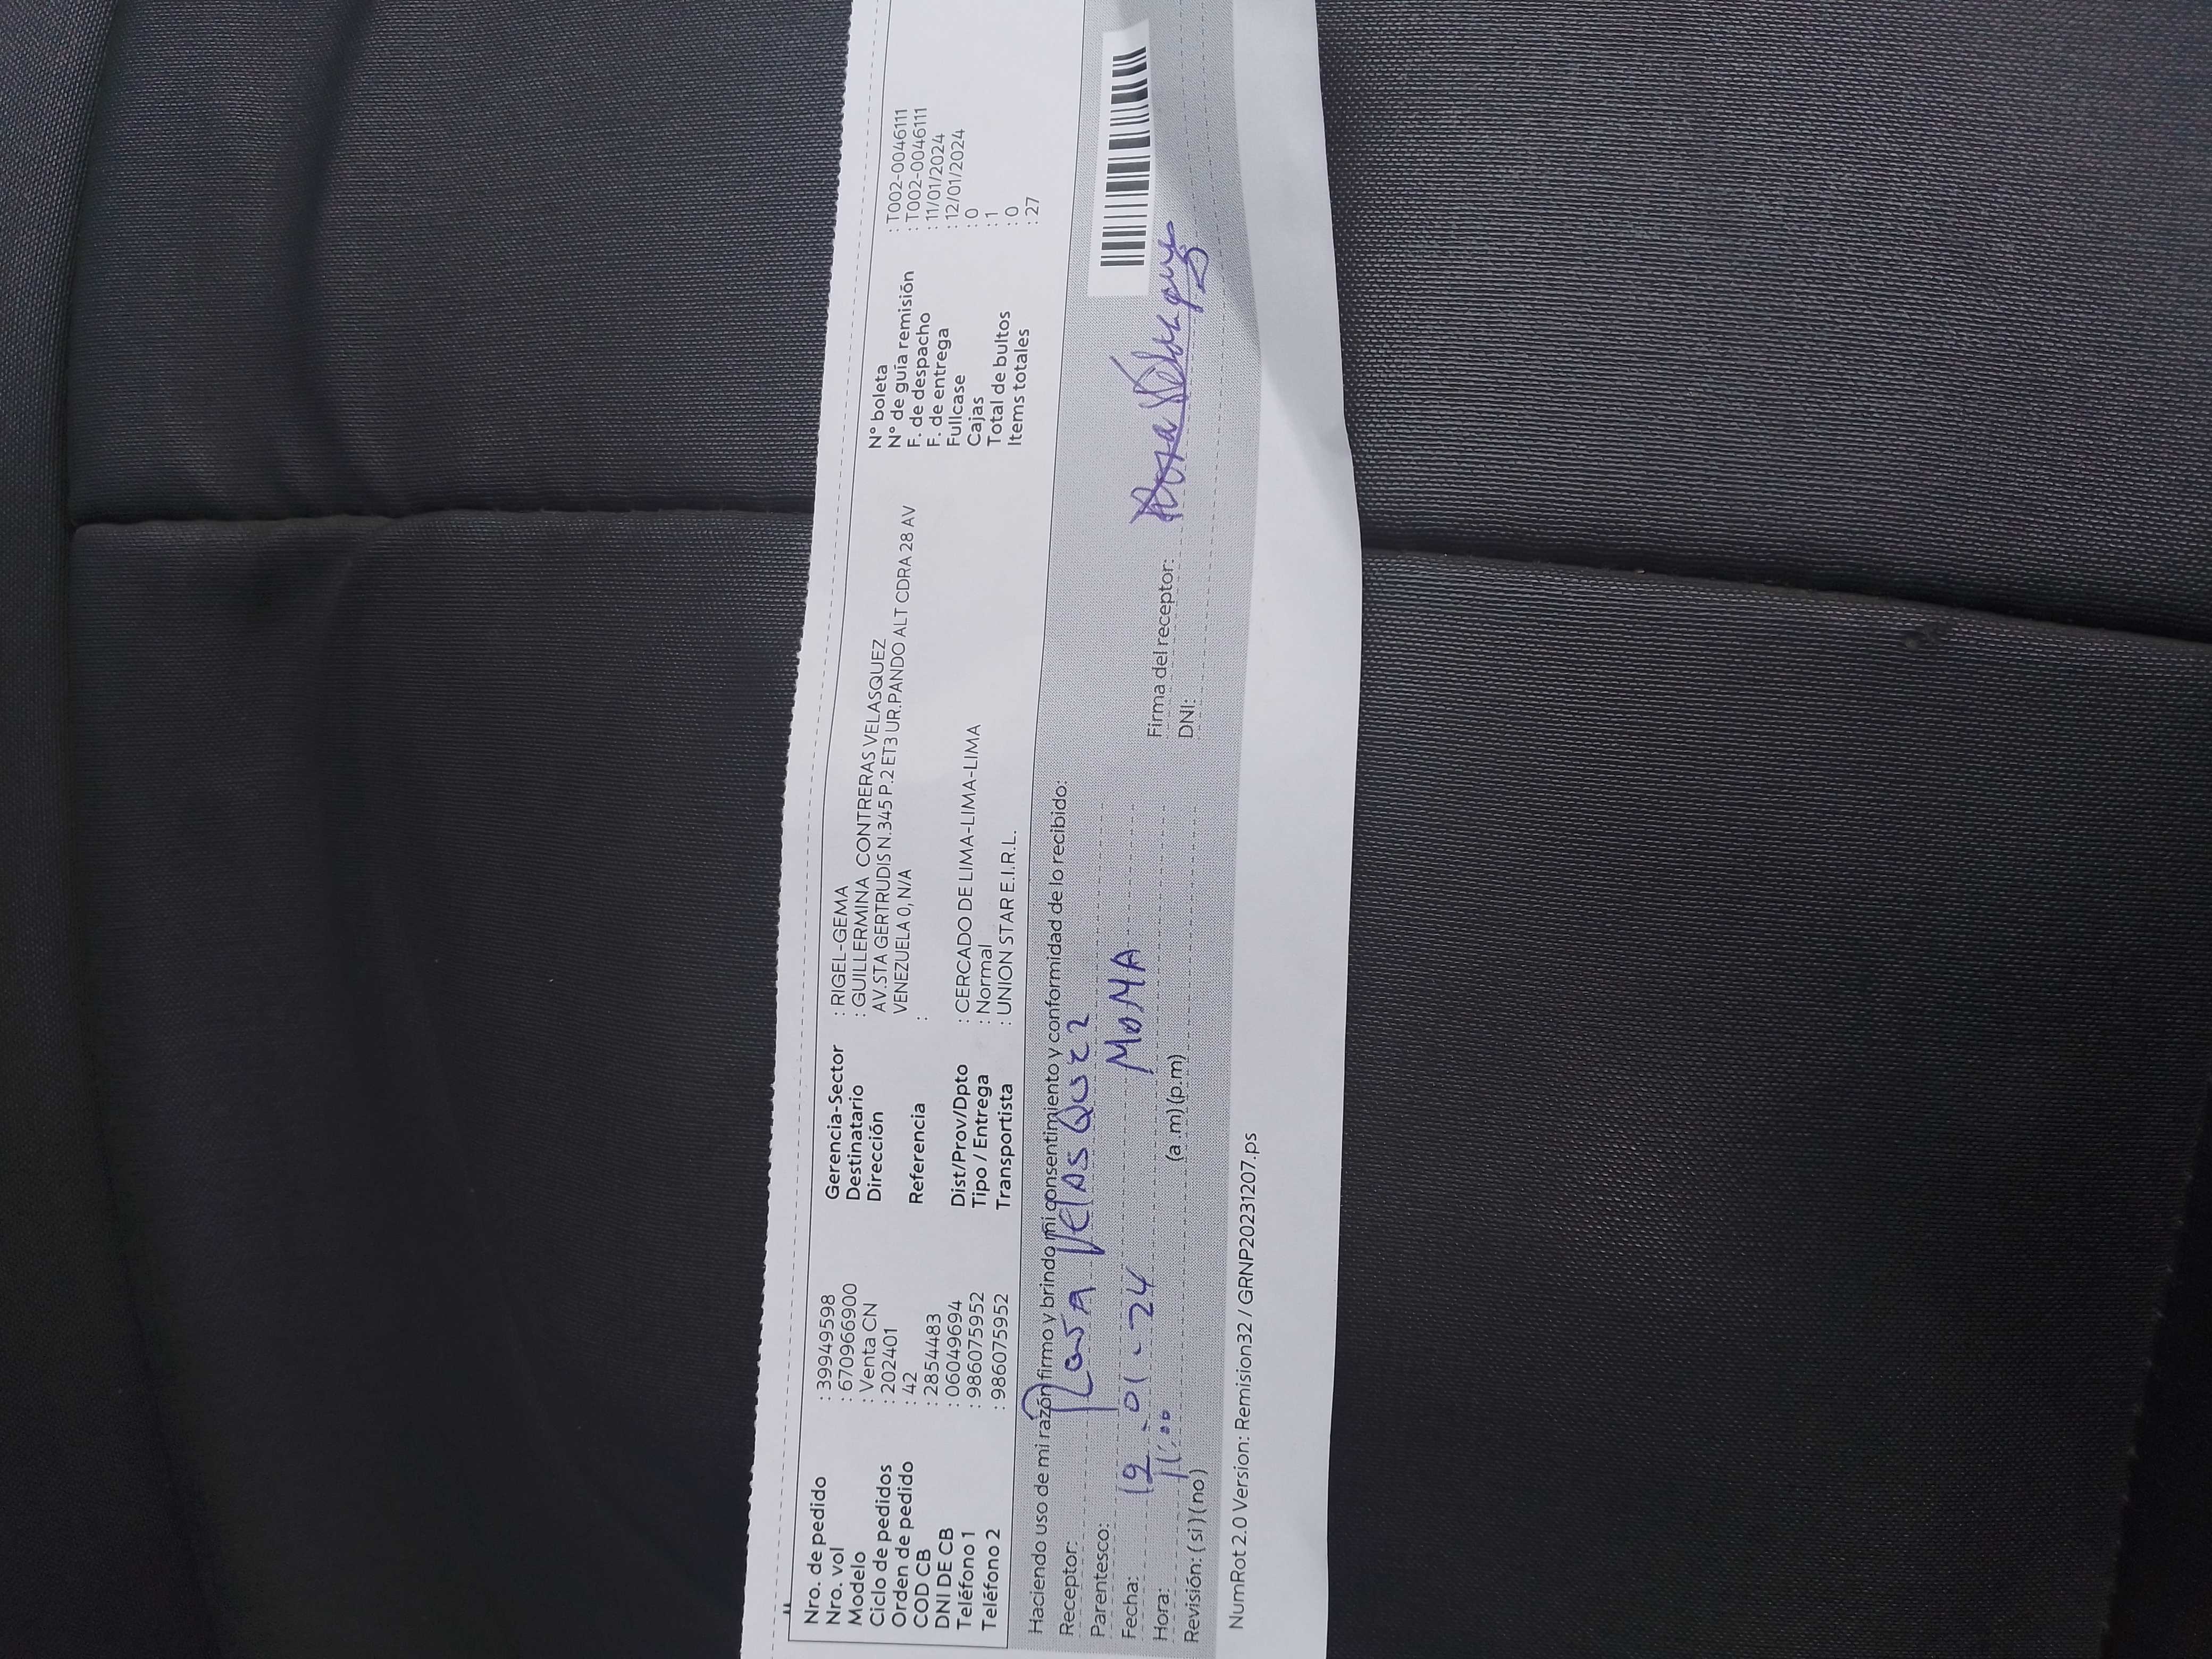 Nro. de pedido : 39949598
Nro. vol : 6709666900
Modelo : Venta CN
Ciclo de pedidos : 202401
Orden de pedido : 42
COD CB : 2854483
DNI DE CB : 06049694
Teléfono 1 : 986075952
Teléfono 2 : 986075952
Gerencia-Sector : RIGEL-GEMA
Destinatario : GUILLERMINA CONTRERAS VELASQUEZ
Dirección AV.STA GERTRUDIS N.345 P.2 ET3 UR.PANDO ALT CDRA 28 AV
VENEZUELA 0, N/A
Referencia :
Dist/Prov/Dpto : CERCADO DE LIMA-LIMA-LIMA
Tipo / Entrega : Normal
Transportista : UNION STAR E.I.R.L.
N° boleta : T002-0046111
N° de guía remisión : T002-0046111
F. de despacho : 11/01/2024
F. de entrega : 12/01/2024
Fullcase : 0
Cajas : 1
Total de bultos : 0
Items totales : 27
Haciendo uso de mi razón firmo y brindo mi consentimiento y conformidad de lo recibido:
Receptor: Velasquez
Parentesco: MaMA
Fecha: 12-01-24
Hora: (a.m) (p.m)
Revisión: ( si ) ( no )
Firma del receptor:
DNI:
NumRot 2.0 Version: Remision32 / GRNP20231207.ps